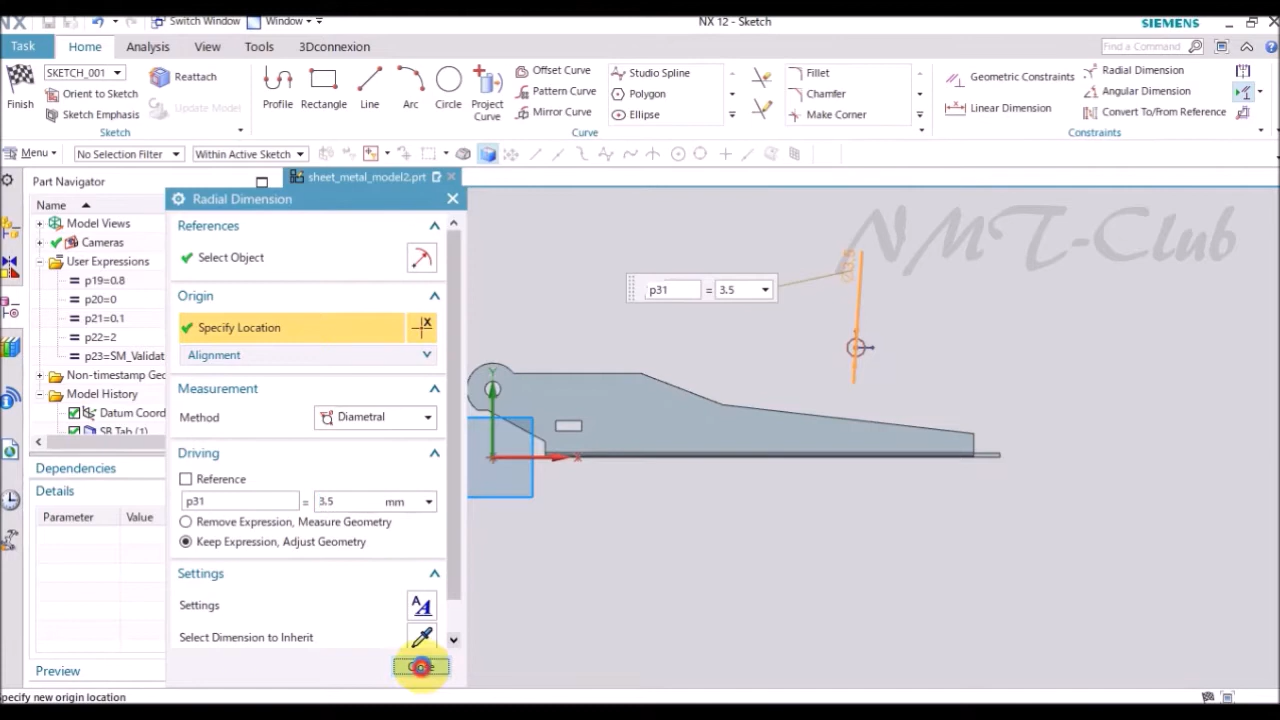 NX
Switch Window
Window
NX 12 - Sketch
SIEMENS
Task
Home
Analysis
View
Tools
3Dconnexion
Find a Command
SKETCH_001
Reattach
Finish
Orient to Sketch
Update Model
Sketch Emphasis
Sketch
Profile
Rectangle
Line
Arc
Circle
Project
Curve
Offset Curve
Pattern Curve
Mirror Curve
Studio Spline
Polygon
Ellipse
Fillet
Chamfer
Make Corner
Curve
Geometric Constraints
Linear Dimension
Radial Dimension
Angular Dimension
Convert To/From Reference
Constraints
Menu
No Selection Filter
Within Active Sketch
Part Navigator
sheet_metal_model2.prt
Name
Model Views
Cameras
User Expressions
p19=0.8
p20=0
p21=0.1
p22=2
p23=SM_Validat
Non-timestamp Geo
Model History
Datum Coord
SB Tab (1)
Dependencies
Details
Parameter
Value
Preview
Radial Dimension
References
Select Object
Origin
Specify Location
Alignment
Measurement
Method
Diametral
Driving
Reference
p31
=
3.5
mm
Remove Expression, Measure Geometry
Keep Expression, Adjust Geometry
Settings
Settings
Select Dimension to Inherit
NMT-Club
p31
=
3.5
Y
X
Specify new origin location